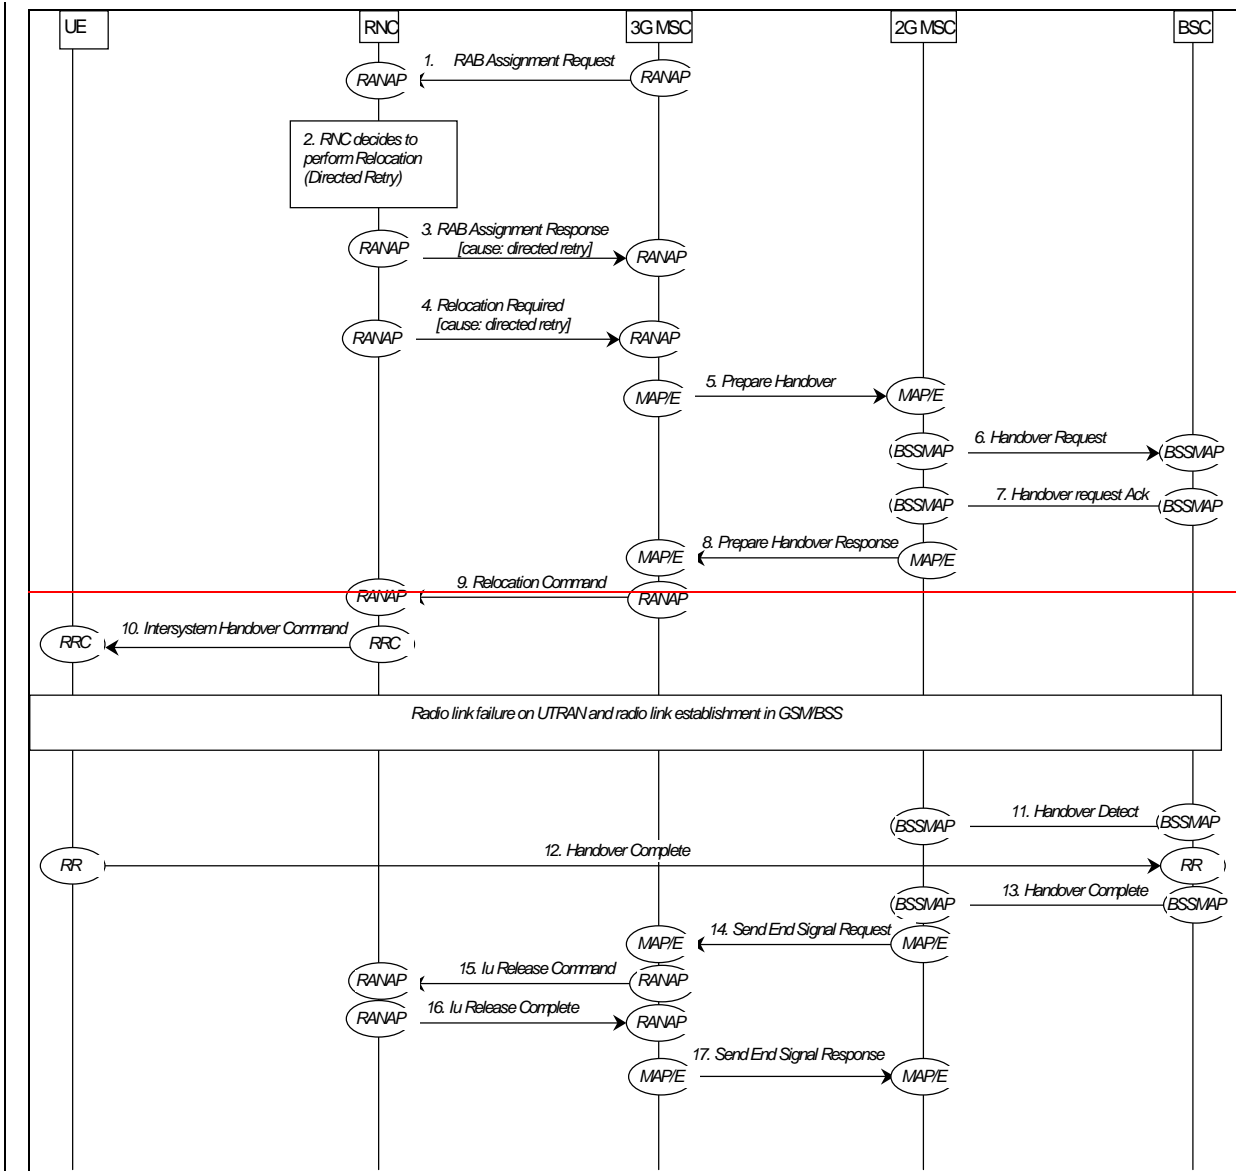 UE RNC 3G MSC 2G MSC BSC
1. RAB Assignment Request
RANAP RANAP
2. RNC decides to
perform Relocation
(Directed Retry)
3. RAB Assignment Response
[cause: directed retry]
RANAP RANAP
4. Relocation Required
[cause: directed retry]
RANAP RANAP
5. Prepare Handover
MAP/E MAP/E
6. Handover Request
BSSMAP BSSMAP
7. Handover request Ack
BSSMAP BSSMAP
8. Prepare Handover Response
MAP/E MAP/E
9. Relocation Command
RANAP RANAP
10. Intersystem Handover Command
RRC RRC
Radio link failure on UTRAN and radio link establishment in GSM/BSS
11. Handover Detect
BSSMAP BSSMAP
12. Handover Complete
RR RR
13. Handover Complete
BSSMAP BSSMAP
14. Send End Signal Request
MAP/E MAP/E
15. Iu Release Command
RANAP RANAP
16. Iu Release Complete
RANAP RANAP
17. Send End Signal Response
MAP/E MAP/E